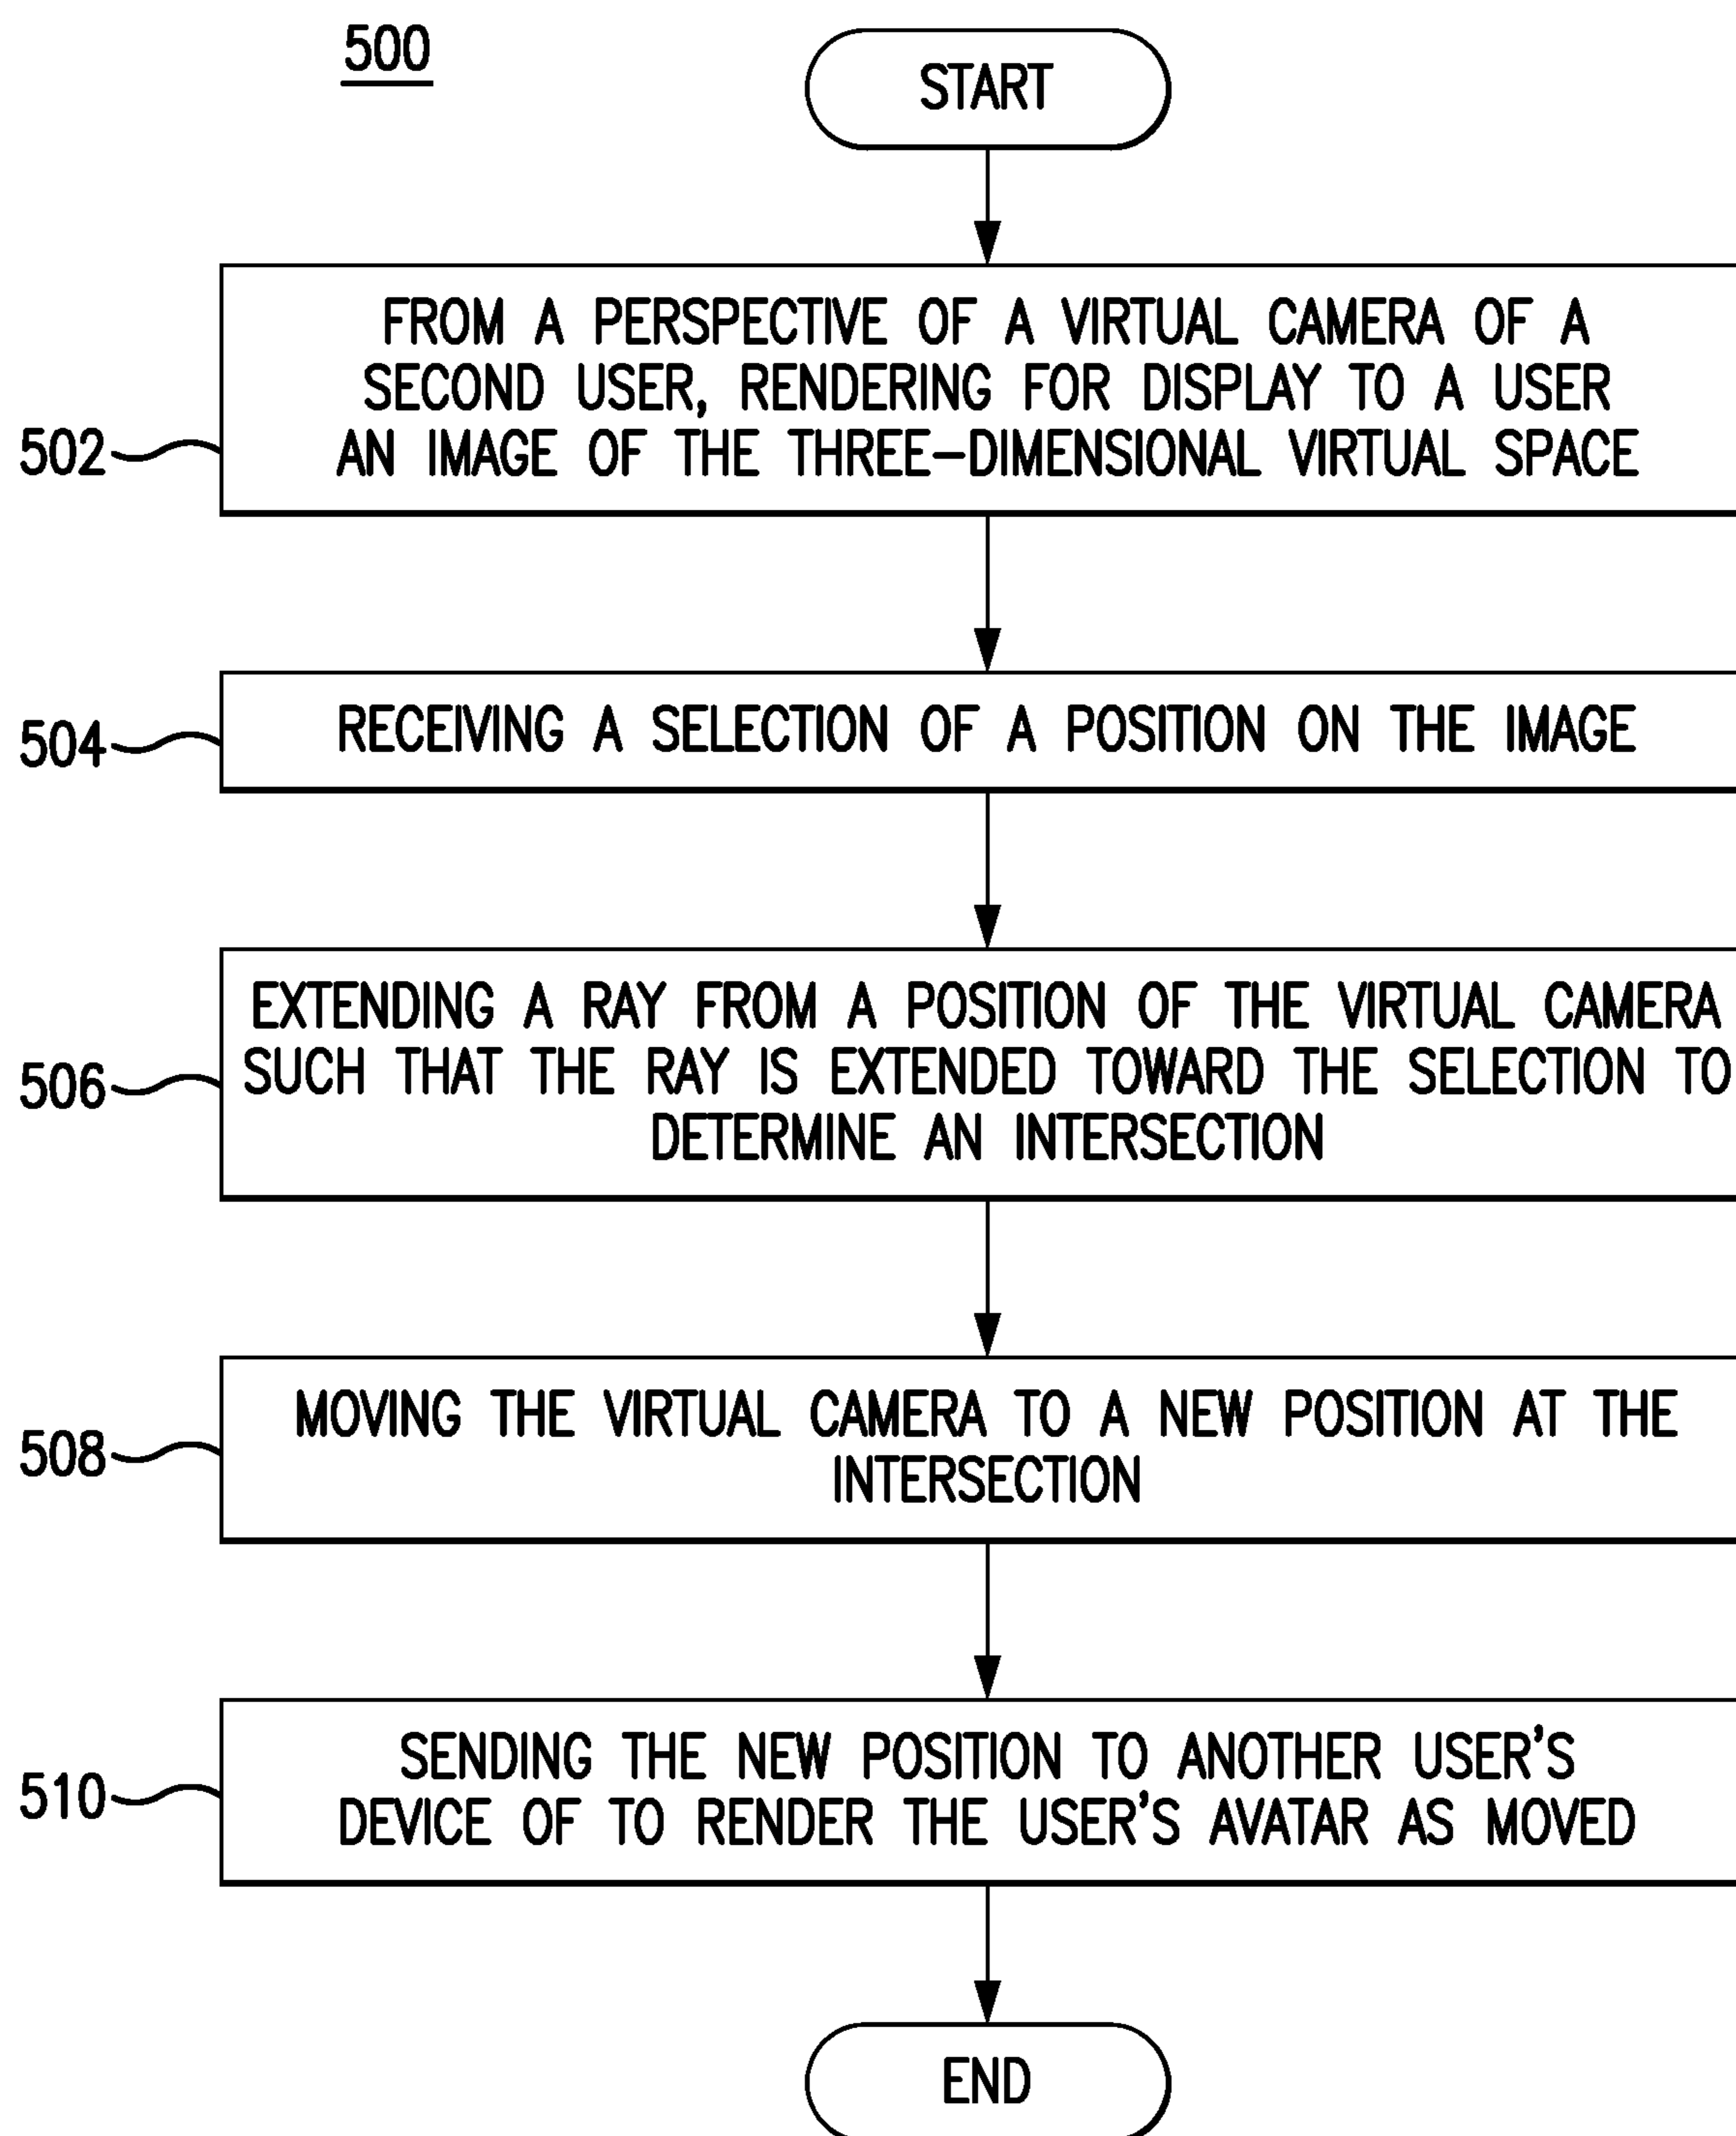 500
START
FROM A PERSPECTIVE OF A VIRTUAL CAMERA OF A
SECOND USER, RENDERING FOR DISPLAY TO A USER
AN IMAGE OF THE THREE-DIMENSIONAL VIRTUAL SPACE
502
RECEIVING A SELECTION OF A POSITION ON THE IMAGE
504
EXTENDING A RAY FROM A POSITION OF THE VIRTUAL CAMERA
SUCH THAT THE RAY IS EXTENDED TOWARD THE SELECTION TO
DETERMINE AN INTERSECTION
506
MOVING THE VIRTUAL CAMERA TO A NEW POSITION AT THE
INTERSECTION
508
SENDING THE NEW POSITION TO ANOTHER USER'S
DEVICE OF TO RENDER THE USER'S AVATAR AS MOVED
510
END